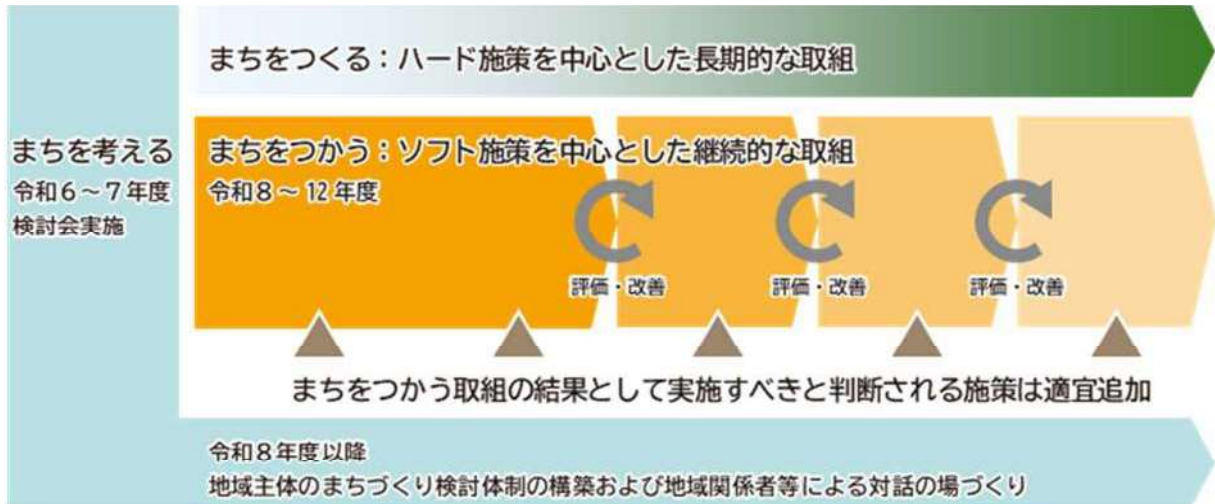 まちをつくる：ハード施策を中心とした長期的な取組
まちを考える
令和６～７年度
検討会実施
まちをつかう：ソフト施策を中心とした継続的な取組
令和８～12年度
評価・改善
評価・改善
評価・改善
まちをつかう取組の結果として実施すべきと判断される施策は適宜追加
令和８年度以降
地域主体のまちづくり検討体制の構築および地域関係者等による対話の場づくり